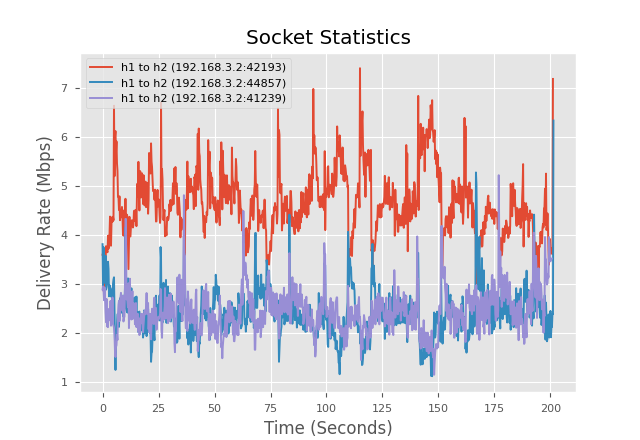 Socket Statistics
h1 to h2 (192.168.3.2:42193)
h1 to h2 (192.168.3.2:44857)
h1 to h2 (192.168.3.2:41239)
Delivery Rate (Mbps)
7
6
5
4
3
2
1
0 25 50 75 100 125 150 175 200
Time (Seconds)